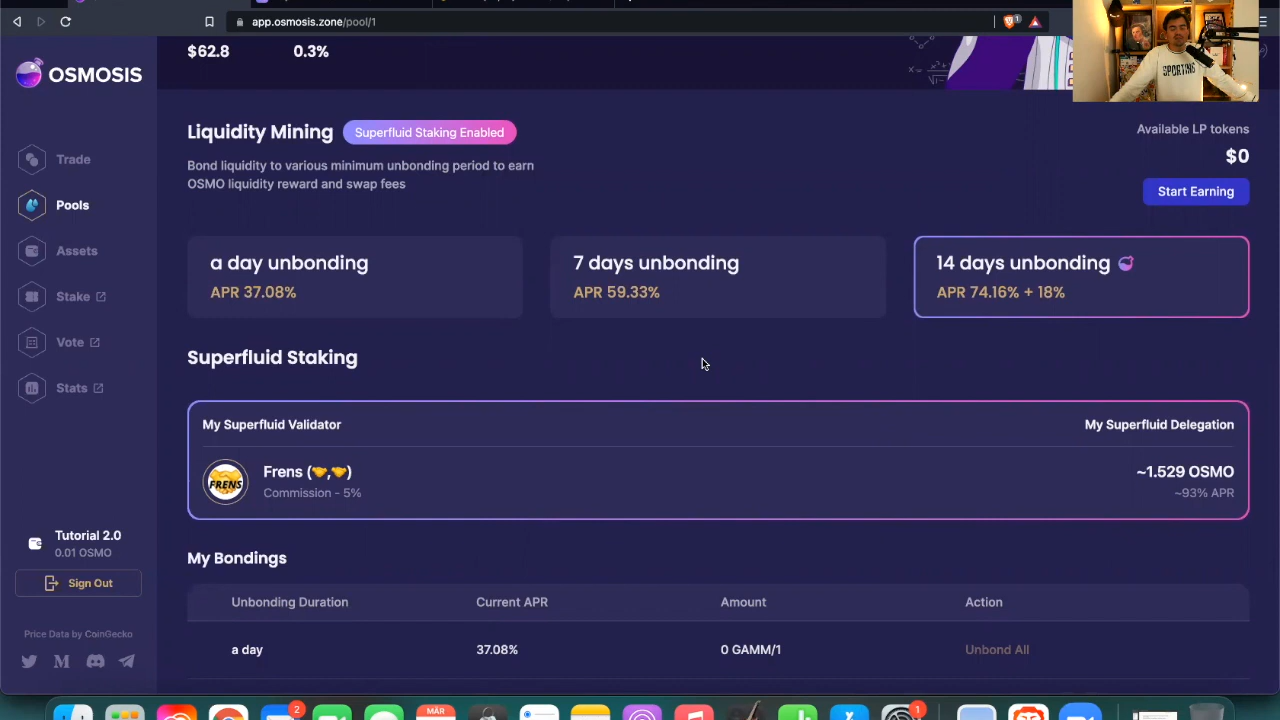 app.osmosis.zone/pool/1
1
OSMOSIS
$62.8
0.3%
SPORTING
Liquidity Mining
Superfluid Staking Enabled
Available LP tokens
$0
Bond liquidity to various minimum unbonding period to earn
OSMO liquidity reward and swap fees
Start Earning
Trade
Pools
Assets
Stake
Vote
Stats
a day unbonding
APR 37.08%
7 days unbonding
APR 59.33%
14 days unbonding
APR 74.16% + 18%
Superfluid Staking
My Superfluid Validator
My Superfluid Delegation
FRENS
Frens (🤝,🤝)
Commission - 5%
~1.529 OSMO
~93% APR
My Bondings
Unbonding Duration
Current APR
Amount
Action
a day
37.08%
0 GAMM/1
Unbond All
Tutorial 2.0
0.01 OSMO
Sign Out
Price Data by CoinGecko
2
MÄR
1